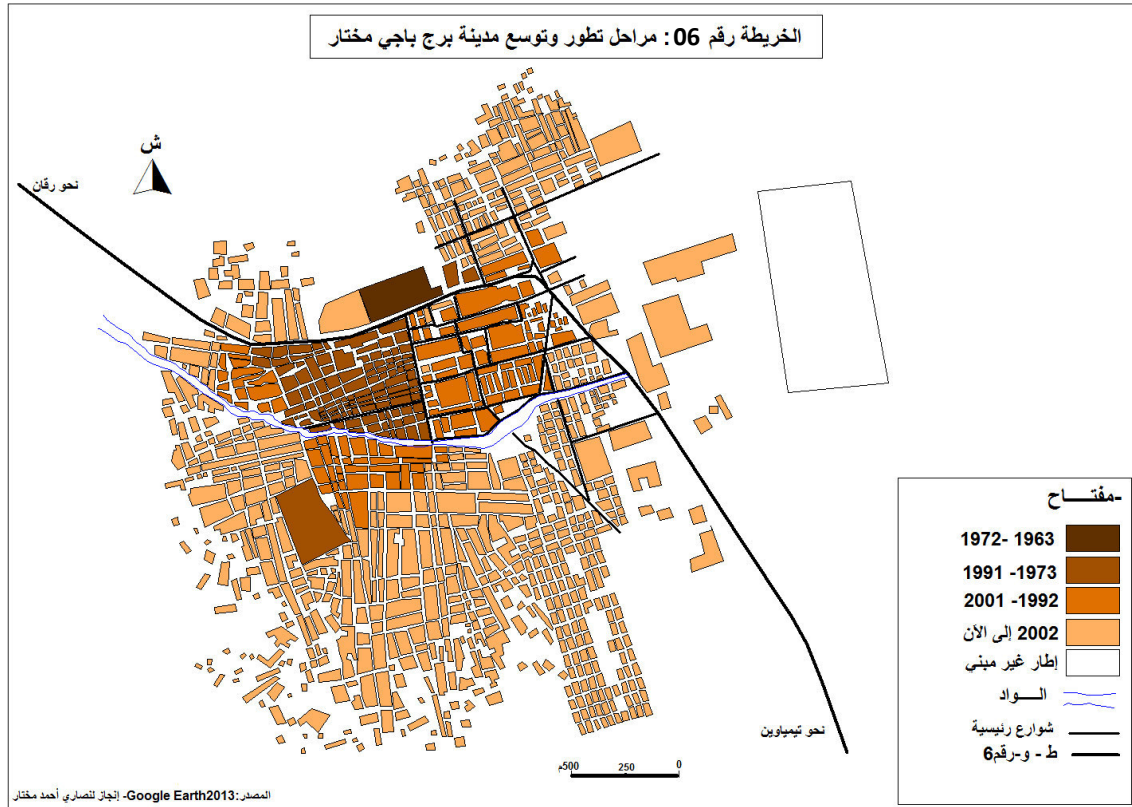 الخريطة رقم 06: مراحل تطور وتوسع مدينة برج باجي مختار
ش
نحو رقان
نحو تيمياوين
-مفتـــاح
1963 -1972
1973- 1991
1992- 2001
2002 إلى الآن
إطار غير مبني
الـــواد
شوارع رئيسية
ط - و-رقم6
500م 250 0
المصدر:Google Earth2013- إنجاز لنصاري أحمد مختار